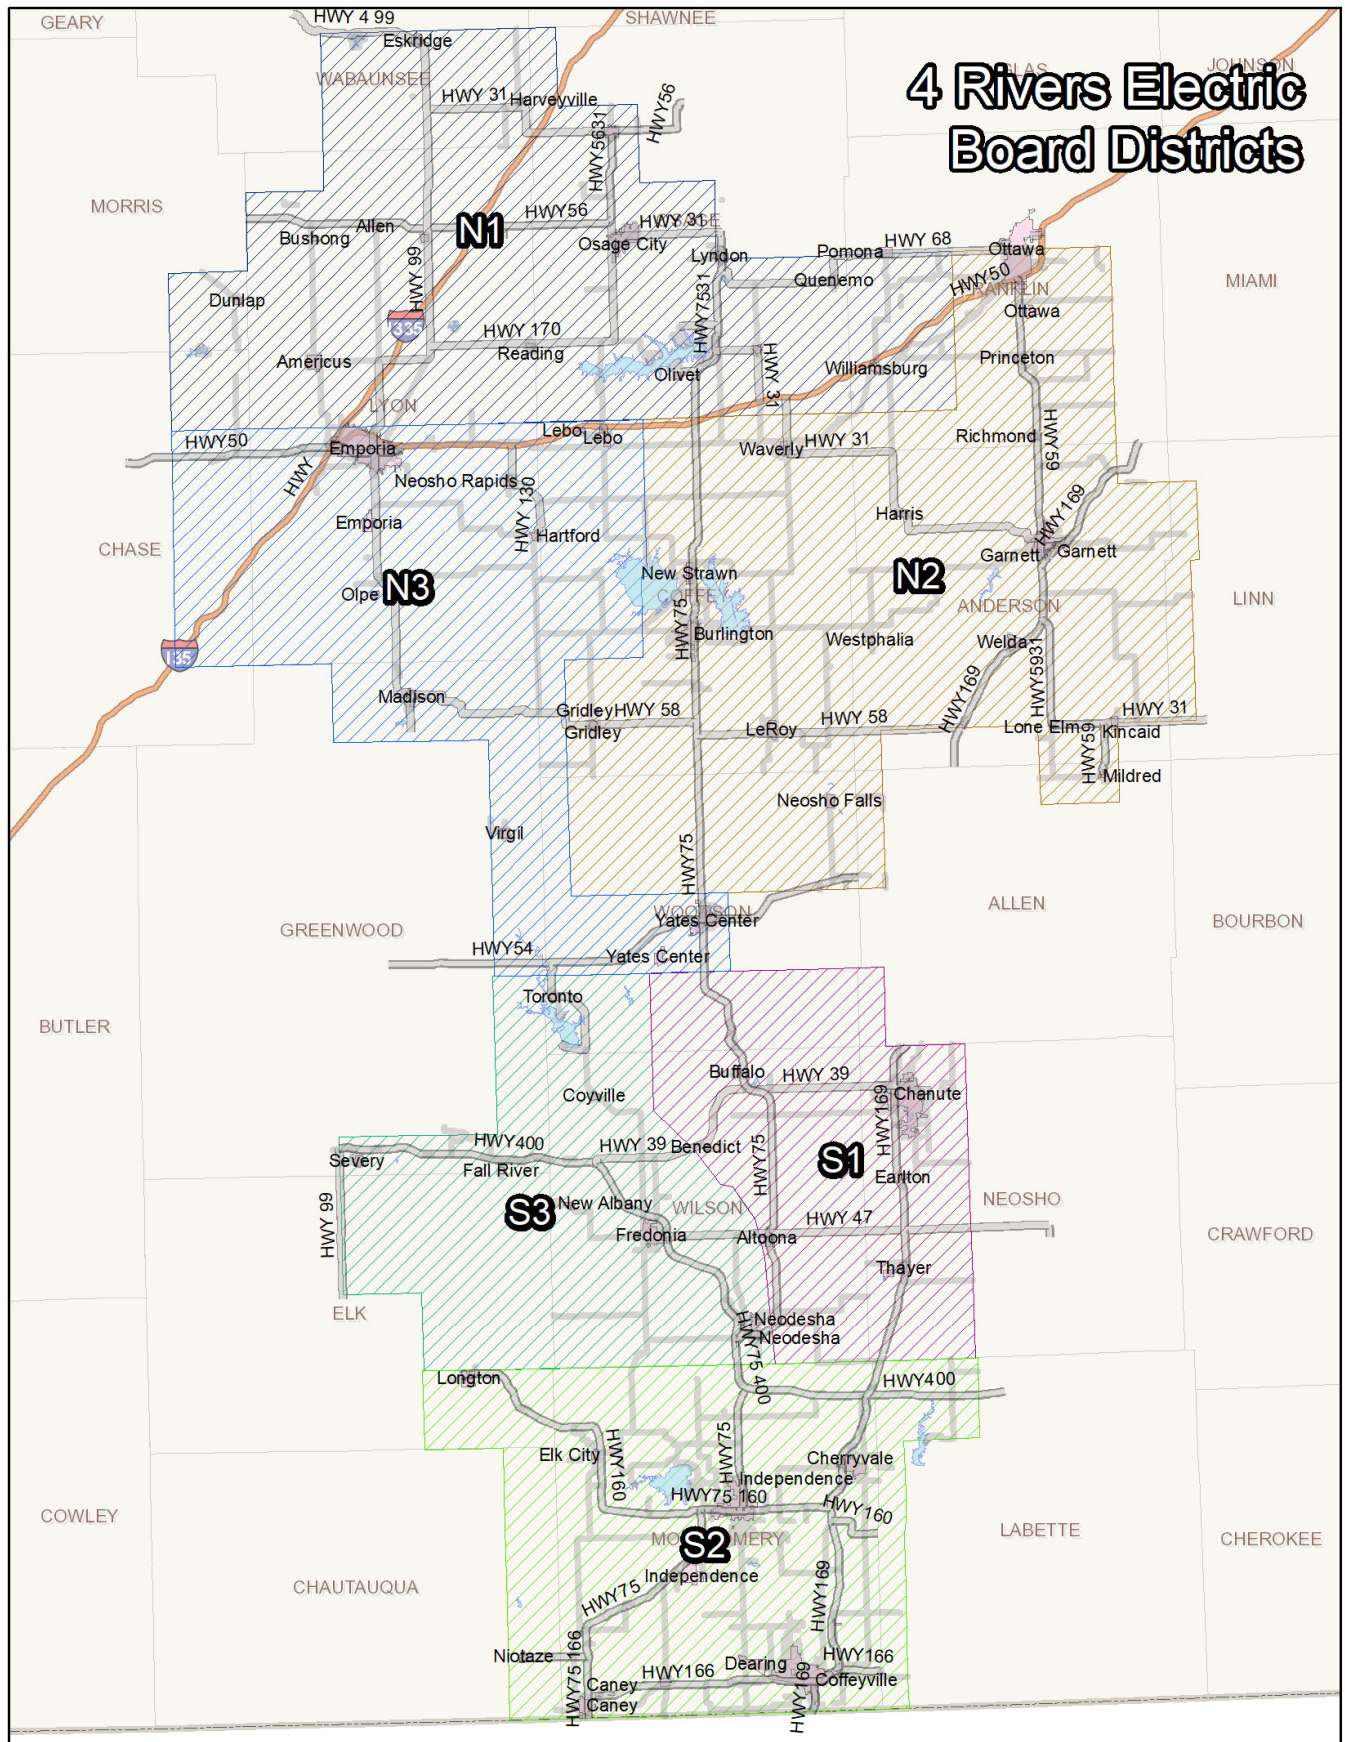 GEARY
HWY 4 99
SHAWNEE
Eskridge
WABAUNSEE
JOHNSON
4 Rivers Electric
Board Districts
HWY 31
Harveyville
HWY56
HWY5631
MORRIS
Bushong
Allen
N1
HWY56
HWY 31
Osage City
Lyndon
Pomona
HWY 68
Ottawa
Quenemo
HWY50
Ottawa
MIAMI
Dunlap
HWY 99
335
HWY7531
HWY 170
Reading
Americus
Olivet
HWY 31
Williamsburg
Princeton
LYON
HWY50
Emporia
Lebo
Lebo
Waverly
HWY 31
Richmond
HWY59
HWY
Neosho Rapids
HWY 130
HWY169
Emporia
Hartford
Harris
CHASE
Garnett
Garnett
N3
Olpe
New Strawn
COFFEY
N2
ANDERSON
LINN
HWY75
Burlington
Westphalia
Welda
135
HWY169
HWY5931
Madison
Gridley
HWY 58
Gridley
LeRoy
HWY 58
Lone Elm
HWY 31
Kincaid
HWY59
Mildred
Neosho Falls
Virgil
HWY75
GREENWOOD
Yates Center
ALLEN
BOURBON
HWY54
Yates Center
Toronto
BUTLER
Buffalo
HWY 39
Coyville
Chanute
HWY169
HWY400
HWY 39
Benedict
HWY75
S1
Severy
Fall River
Earlton
HWY 99
S3
New Albany
WILSON
NEOSHO
Fredonia
Altoona
HWY 47
CRAWFORD
Thayer
ELK
Neodesha
Neodesha
HWY75 400
Longton
HWY400
Elk City
HWY160
HWY75
Cherryvale
Independence
HWY75 160
HWY160
COWLEY
S2
LABETTE
CHEROKEE
Independence
CHAUTAUQUA
HWY75
HWY169
Niotaze
HWY75 166
Dearing
HWY166
HWY166
Caney
Coffeyville
Caney
HWY169